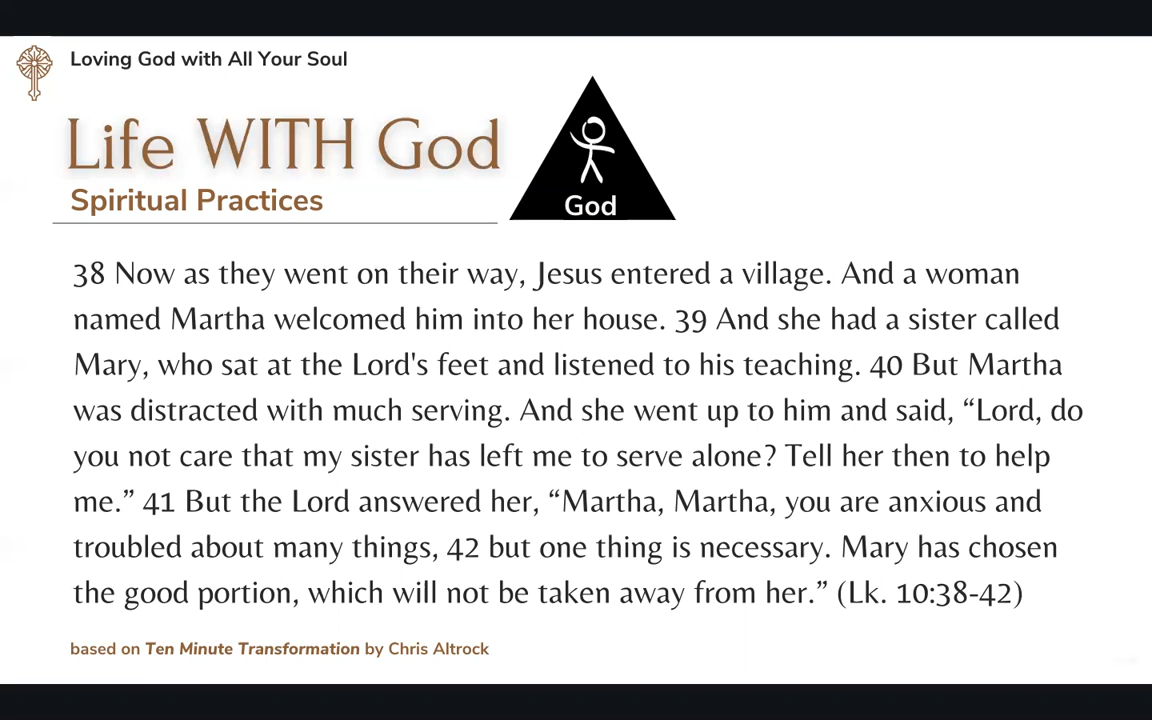 Loving God with All Your Soul
Life WITH God
Spiritual Practices
God
38 Now as they went on their way, Jesus entered a village. And a woman
named Martha welcomed him into her house. 39 And she had a sister called
Mary, who sat at the Lord's feet and listened to his teaching. 40 But Martha
was distracted with much serving. And she went up to him and said, “Lord, do
you not care that my sister has left me to serve alone? Tell her then to help
me.” 41 But the Lord answered her, “Martha, Martha, you are anxious and
troubled about many things, 42 but one thing is necessary. Mary has chosen
the good portion, which will not be taken away from her.” (Lk. 10:38-42)
based on Ten Minute Transformation by Chris Altrock